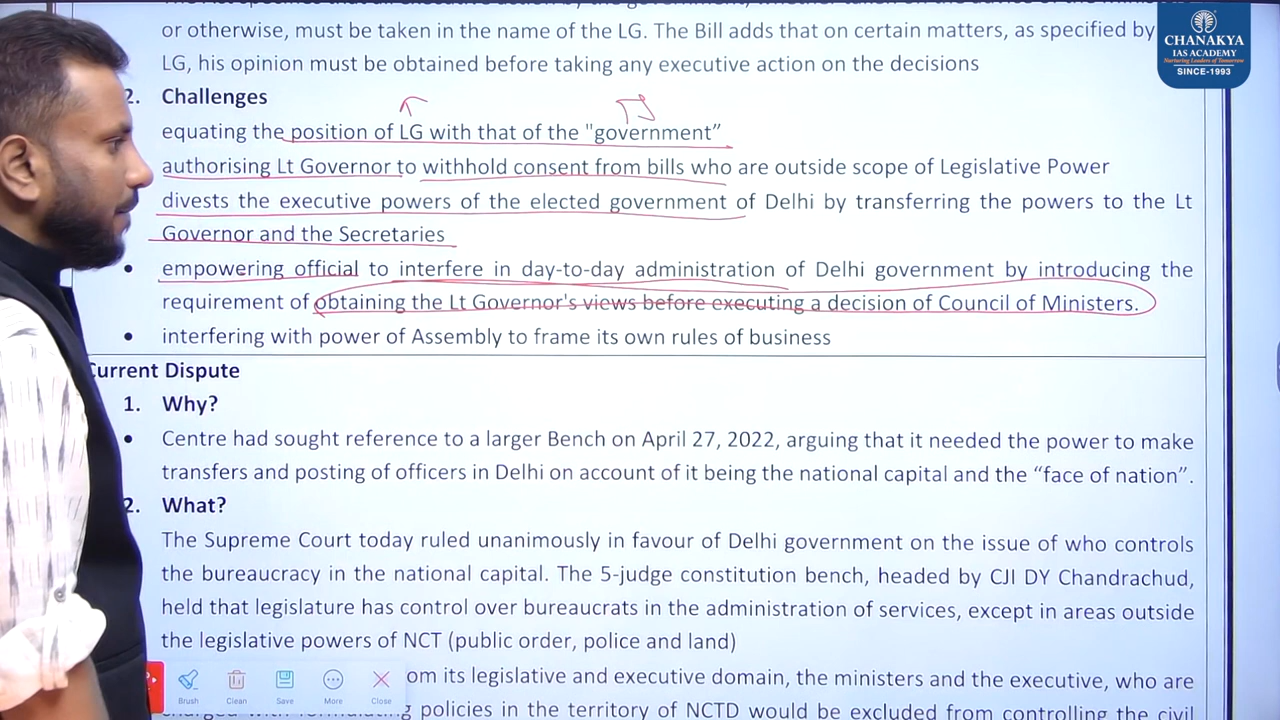 or otherwise, must be taken in the name of the LG. The Bill adds that on certain matters, as specified by
LG, his opinion must be obtained before taking any executive action on the decisions
CHANAKYA
IAS ACADEMY
Nurturing Leaders of Tomorrow
SINCE-1993
2. Challenges
equating the position of LG with that of the "government”
authorising Lt Governor to withhold consent from bills who are outside scope of Legislative Power
divests the executive powers of the elected government of Delhi by transferring the powers to the Lt
Governor and the Secretaries
• empowering official to interfere in day-to-day administration of Delhi government by introducing the
requirement of obtaining the Lt Governor's views before executing a decision of Council of Ministers.
• interfering with power of Assembly to frame its own rules of business
Current Dispute
1. Why?
• Centre had sought reference to a larger Bench on April 27, 2022, arguing that it needed the power to make
transfers and posting of officers in Delhi on account of it being the national capital and the “face of nation”.
2. What?
The Supreme Court today ruled unanimously in favour of Delhi government on the issue of who controls
the bureaucracy in the national capital. The 5-judge constitution bench, headed by CJI DY Chandrachud,
held that legislature has control over bureaucrats in the administration of services, except in areas outside
the legislative powers of NCT (public order, police and land)
om its legislative and executive domain, the ministers and the executive, who are
policies in the territory of NCTD would be excluded from controlling the civil
Brush
Clean
Save
More
Close